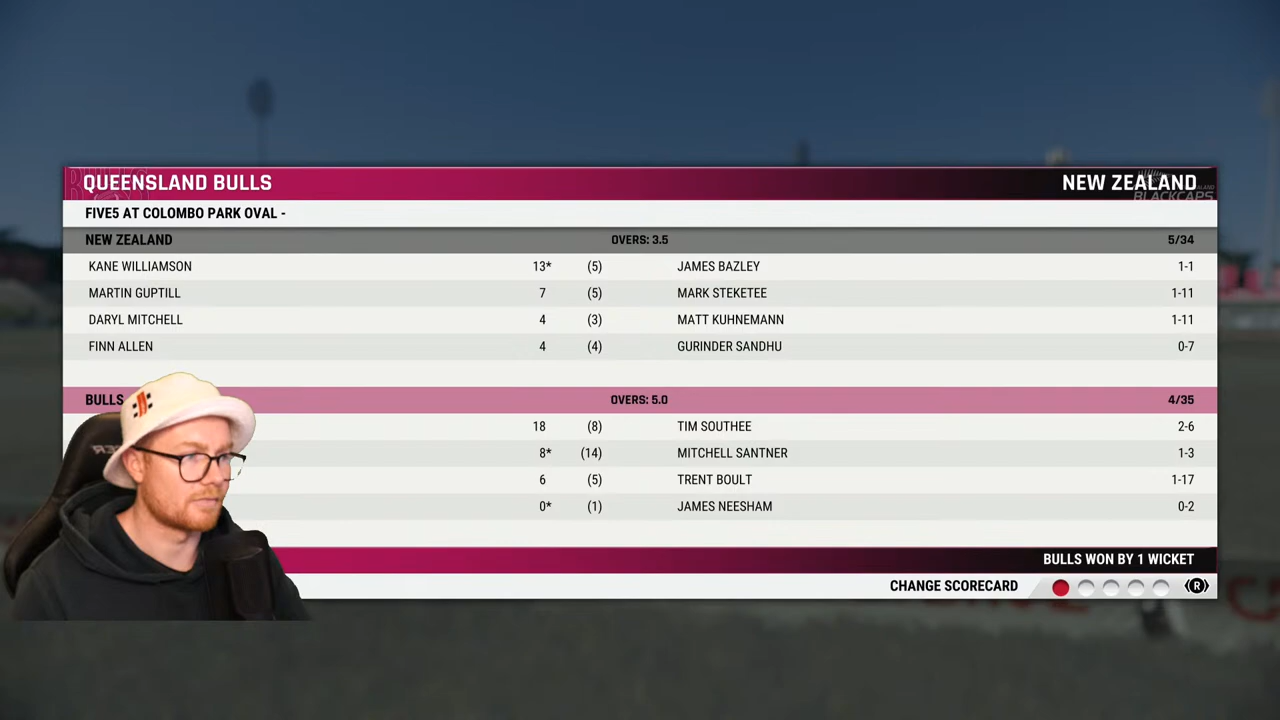 QUEENSLAND BULLS NEW ZEALAND
BLACKCAPS
FIVE5 AT COLOMBO PARK OVAL -
NEW ZEALAND OVERS: 3.5 5/34
KANE WILLIAMSON 13* (5) JAMES BAZLEY 1-1
MARTIN GUPTILL 7 (5) MARK STEKETEE 1-11
DARYL MITCHELL 4 (3) MATT KUHNEMANN 1-11
FINN ALLEN 4 (4) GURINDER SANDHU 0-7
BULLS OVERS: 5.0 4/35
18 (8) TIM SOUTHEE 2-6
8* (14) MITCHELL SANTNER 1-3
6 (5) TRENT BOULT 1-17
0* (1) JAMES NEESHAM 0-2
BULLS WON BY 1 WICKET
CHANGE SCORECARD R